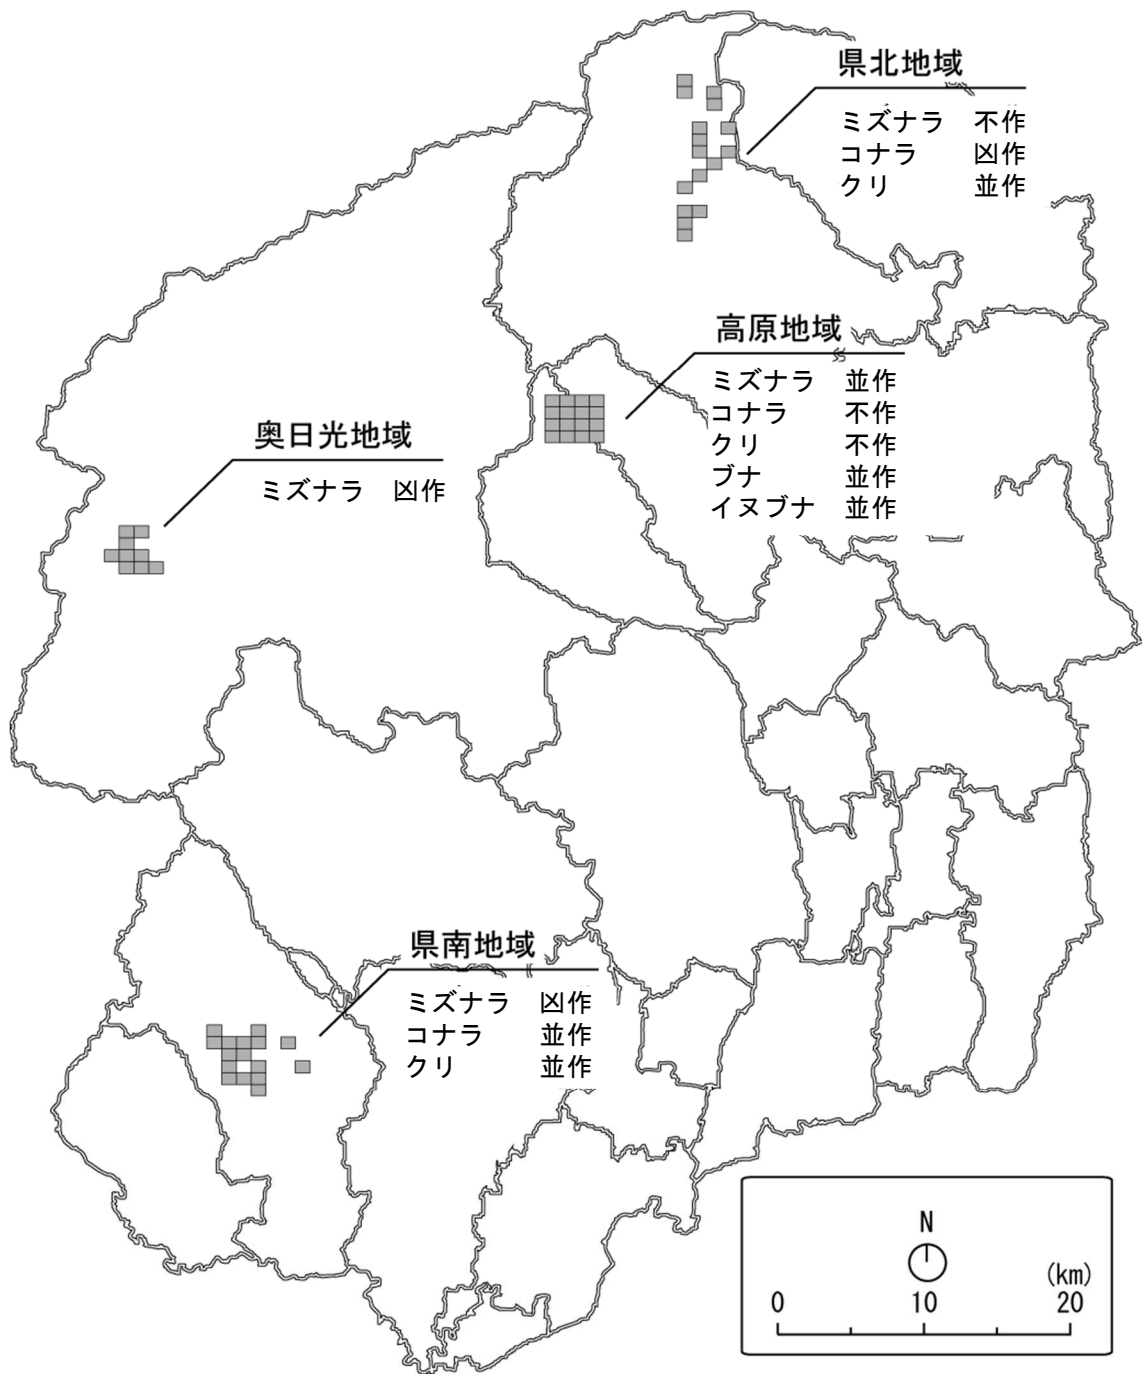 県北地域
ミズナラ 不作
コナラ 凶作
クリ 並作
高原地域
ミズナラ 並作
コナラ 不作
クリ 不作
ブナ 並作
イヌブナ 並作
奥日光地域
ミズナラ 凶作
県南地域
ミズナラ 凶作
コナラ 並作
クリ 並作
N
(km)
0 10 20